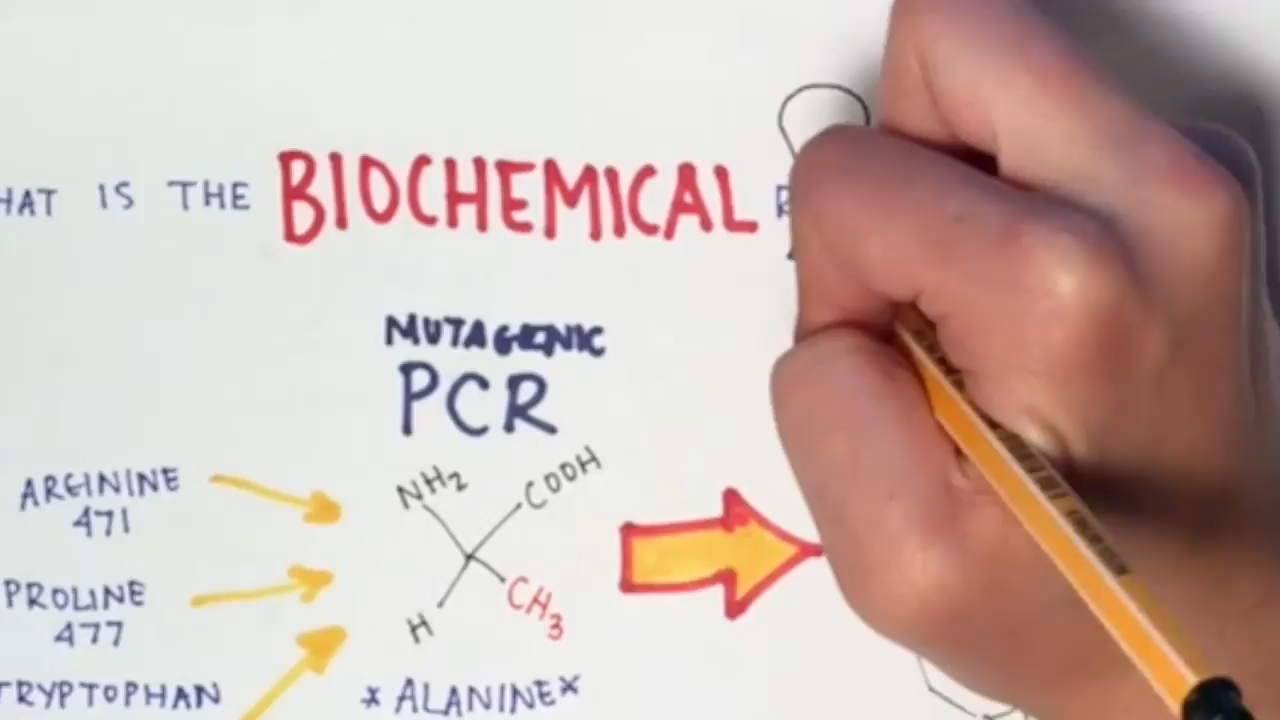 HAT IS THE BIOCHEMICAL R
MUTAGENIC
PCR
ARGININE
471
NH2
COOH
PROLINE
477
H
CH3
TRYPTOPHAN
*ALANINE*